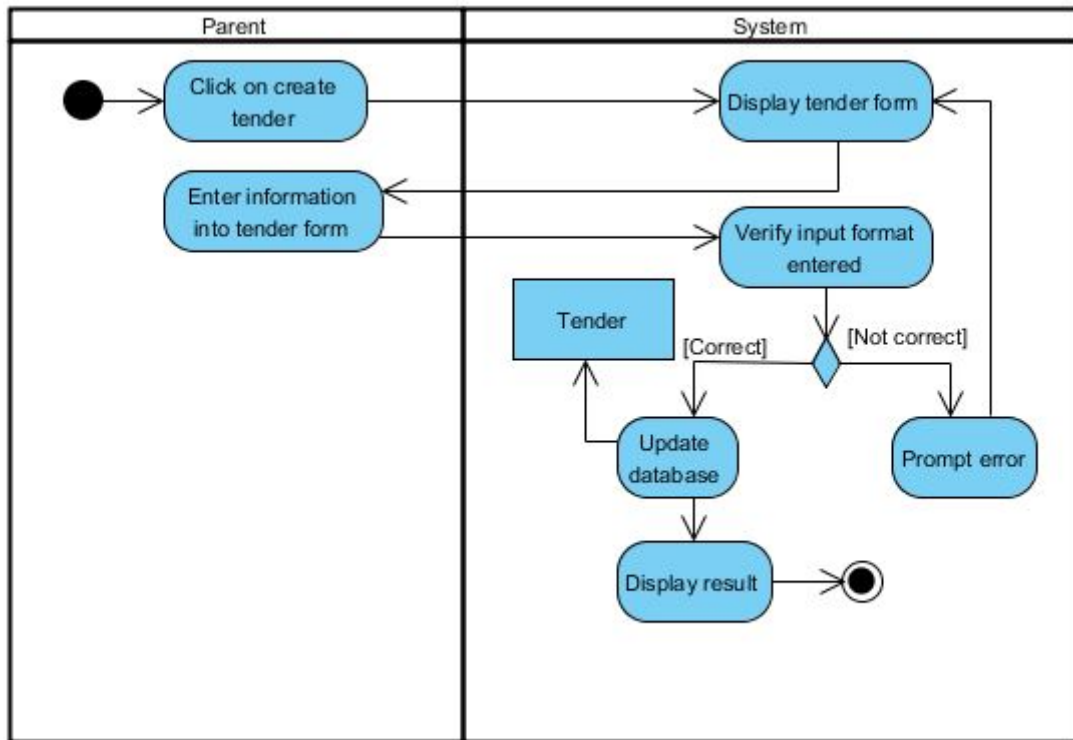 Parent
System
Click on create
tender
Display tender form
Enter information
into tender form
Verify input format
entered
Tender
[Correct]
[Not correct]
Update
database
Prompt error
Display result